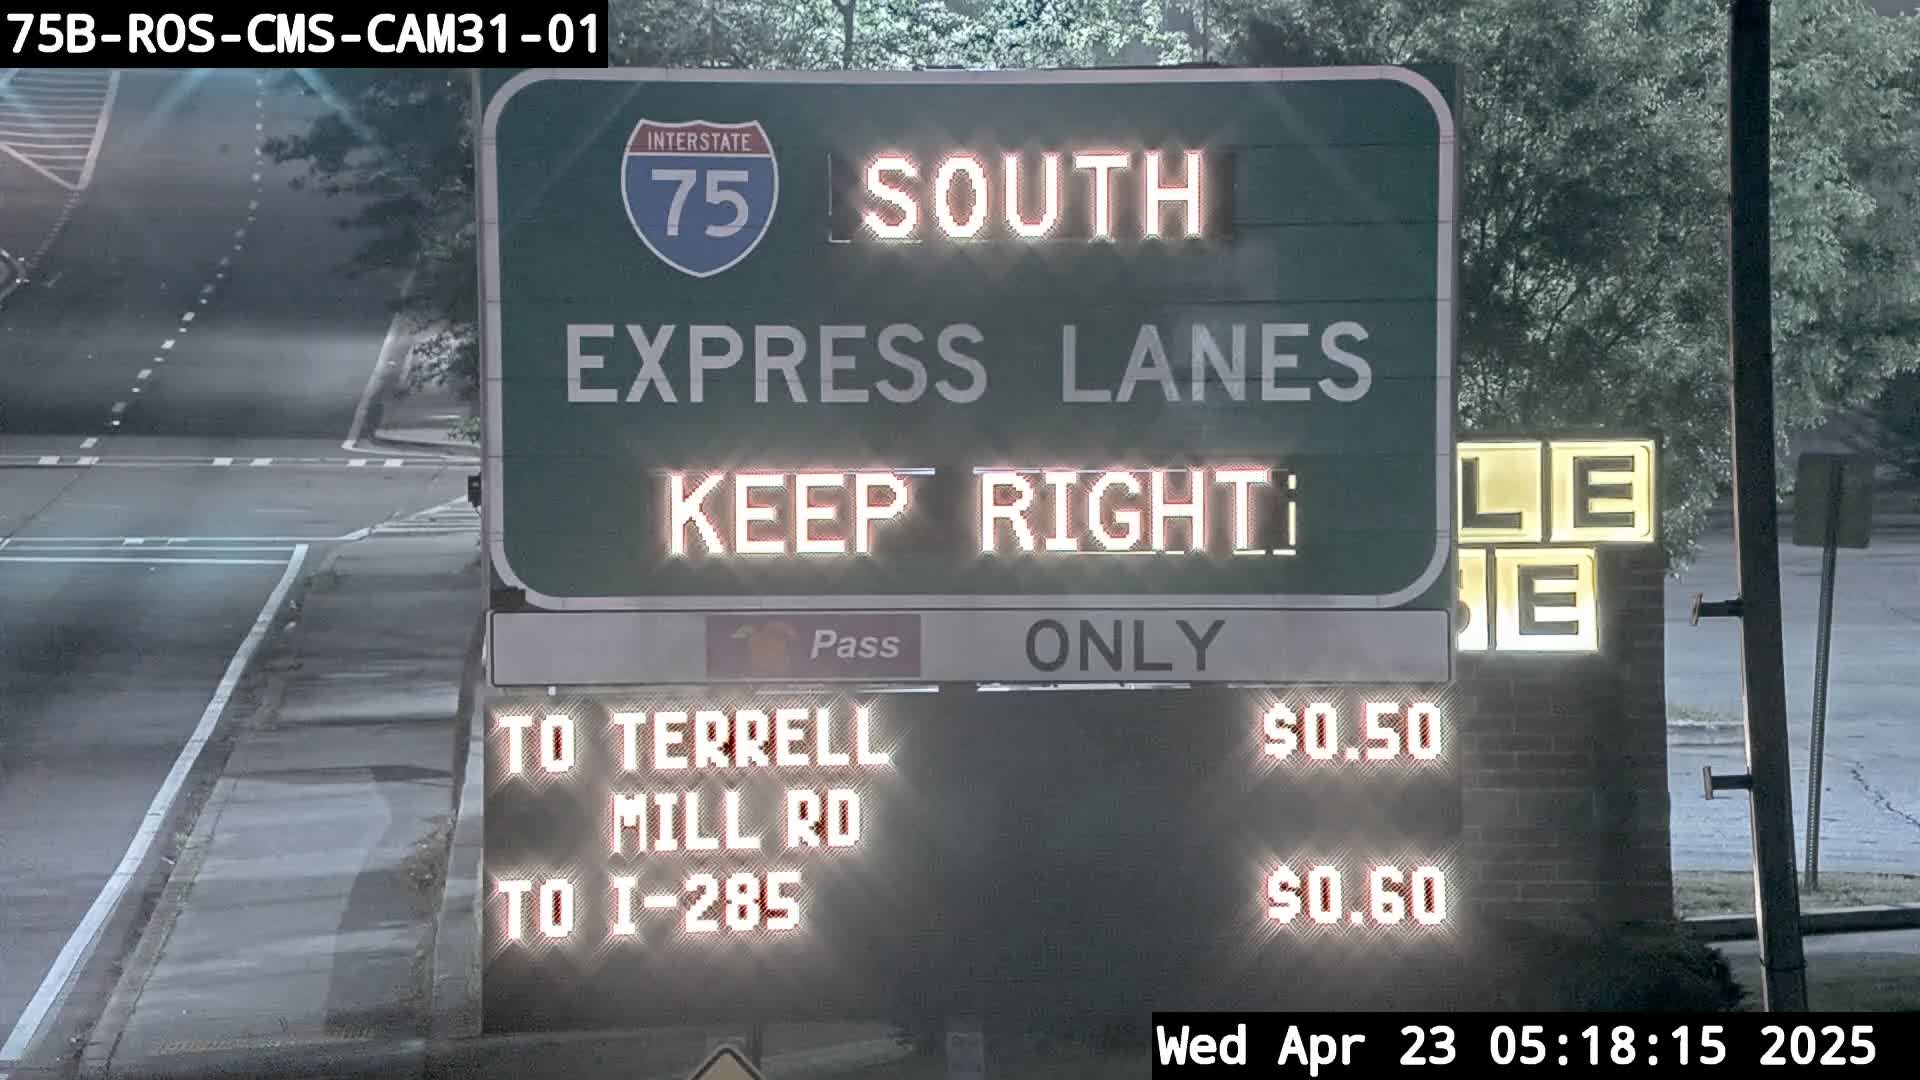 75B-ROS-CMS-CAM31-01
INTERSTATE
75
SOUTH
EXPRESS LANES
KEEP RIGHT
Pass ONLY
TO TERRELL $0.50
MILL RD
TO I-285 $0.60
LE
E
Wed Apr 23 05:18:15 2025